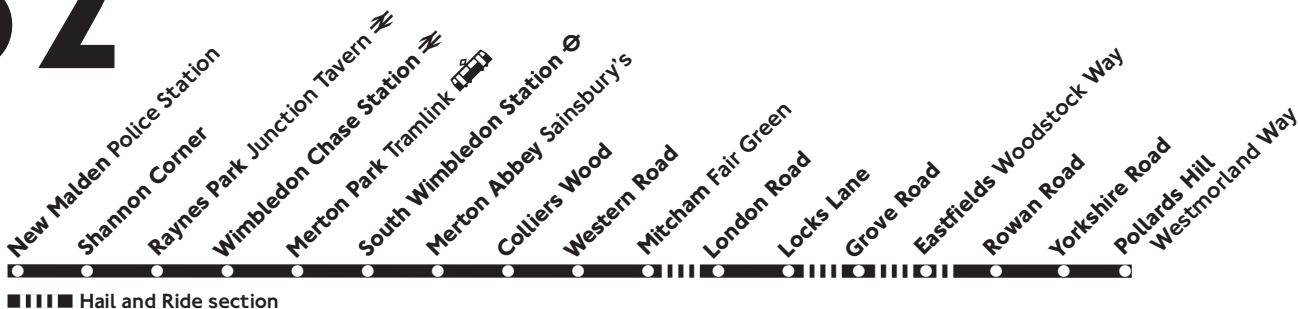 New Malden Police Station
Shannon Corner
Raynes Park Junction Tavern
Wimbledon Chase Station
Merton Park Tramlink
South Wimbledon Station
Merton Abbey Sainsbury's
Colliers Wood
Western Road
Mitcham Fair Green
London Road
Locks Lane
Grove Road
Eastfields Woodstock Way
Rowan Road
Yorkshire Road
Pollards Hill
Westmorland Way
Hail and Ride section